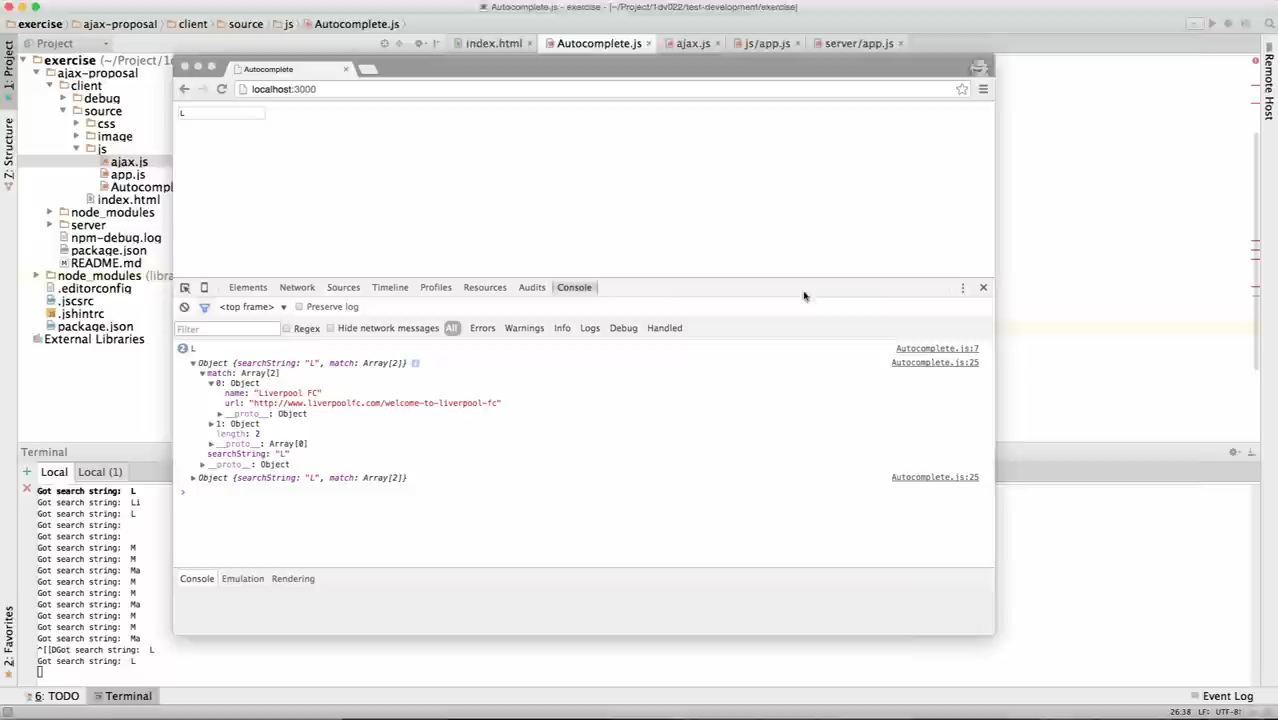 Autocomplete.js - exercise - [~/Project/1dv022/test-development/exercise]
exercise ajax-proposal client source js Autocomplete.js
Project index.html Autocomplete.js ajax.js js/app.js server/app.js
1: Project
Z: Structure
2: Favorites
Remote Host
exercise (~/Project/1d
ajax-proposal
client
debug
source
css
image
js
ajax.js
app.js
Autocompl
index.html
node_modules
server
npm-debug.log
package.json
README.md
node_modules (libra
.editorconfig
.jscsrc
.jshintrc
package.json
External Libraries
Autocomplete
localhost:3000
L
Elements Network Sources Timeline Profiles Resources Audits Console
<top frame> Preserve log
Filter Regex Hide network messages All Errors Warnings Info Logs Debug Handled
2 L Autocomplete.js:7
Object {searchString: "L", match: Array[2]} Autocomplete.js:25
match: Array[2]
0: Object
name: "Liverpool FC"
url: "http://www.liverpoolfc.com/welcome-to-liverpool-fc"
__proto__: Object
1: Object
length: 2
__proto__: Array[0]
searchString: "L"
__proto__: Object
Object {searchString: "L", match: Array[2]} Autocomplete.js:25
Console Emulation Rendering
Terminal
Local Local (1)
Got search string: L
Got search string: Li
Got search string: L
Got search string:
Got search string:
Got search string: M
Got search string: M
Got search string: Ma
Got search string: M
Got search string: M
Got search string: Ma
Got search string: M
Got search string: M
Got search string: Ma
^[[DGot search string: L
Got search string: L
6: TODO Terminal Event Log
26:38 LF: UTF-8